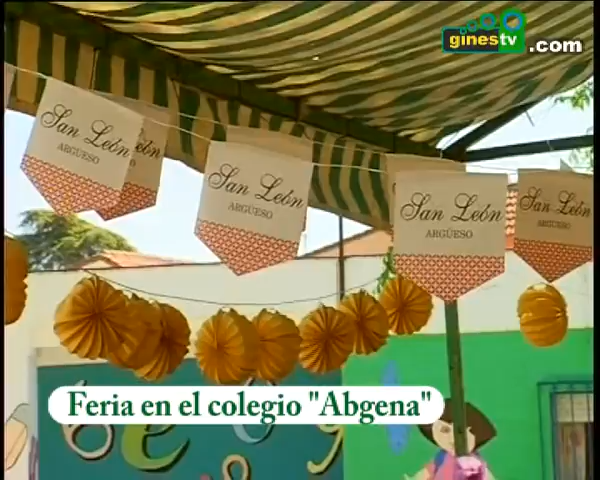 ginestv.com
San León
ARGÜESO
León
San León
ARGÜESO
San León
ARGÜESO
San León
ARGÜESO
Feria en el colegio "Abgena"